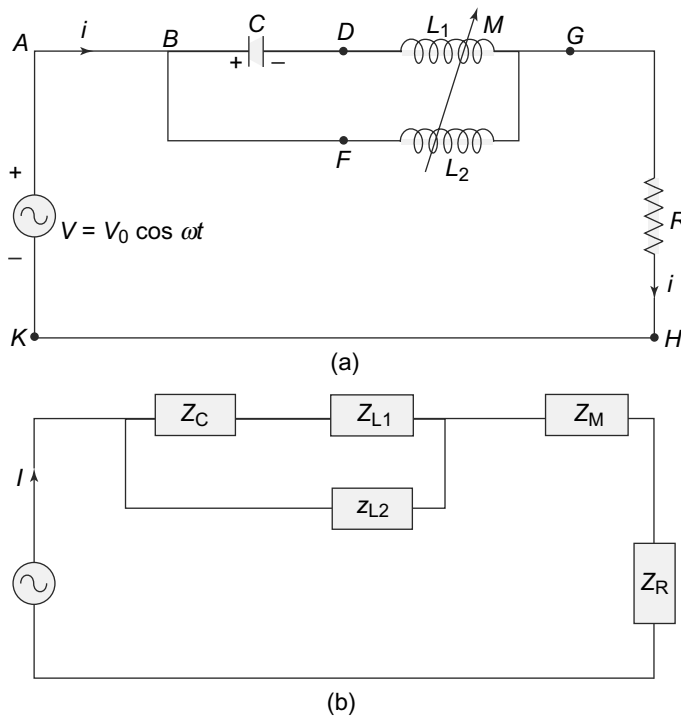 A i B C D L1 M G
+ –
F L2
+
V = V0 cos ωt R
– i
K H
(a)
ZC ZL1 ZM
I zL2
ZR
(b)